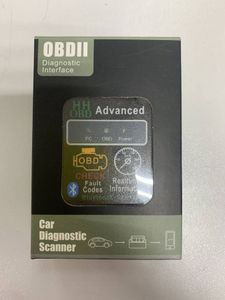 OBDII
Diagnostic
Interface
HH
OBD
Advanced
PC OBD Power
OBD
CHECK
Fault
Codes
Realtime
Information
Car
Diagnostic
Scanner